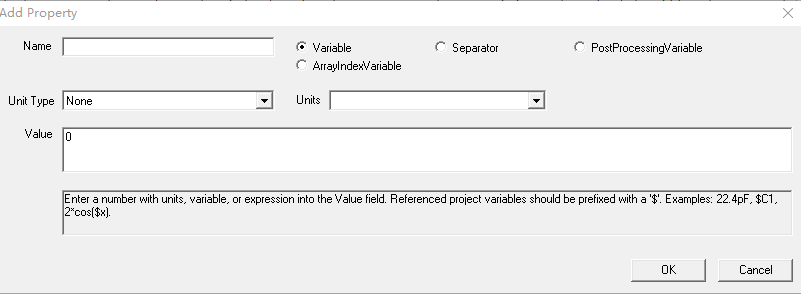 Add Property
Name
Variable
Separator
PostProcessingVariable
ArrayIndexVariable
Unit Type
None
Units
Value
0
Enter a number with units, variable, or expression into the Value field. Referenced project variables should be prefixed with a '$'. Examples: 22.4pF, $C1,
2*cos($x).
OK
Cancel